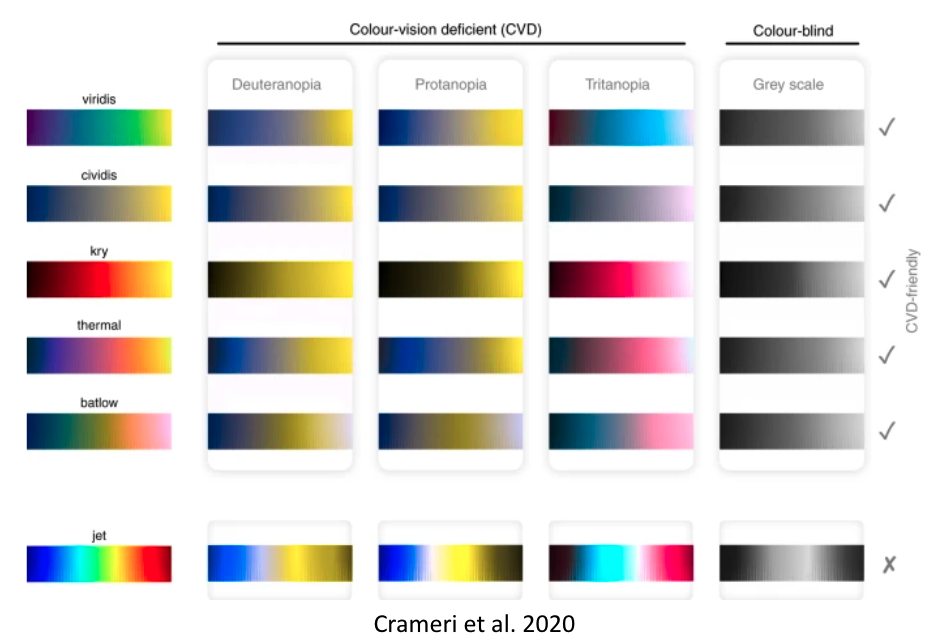 Colour-vision deficient (CVD)
Colour-blind
Deuteranopia
Protanopia
Tritanopia
Grey scale
viridis
cividis
kry
thermal
batlow
CVD-friendly
jet
Crameri et al. 2020